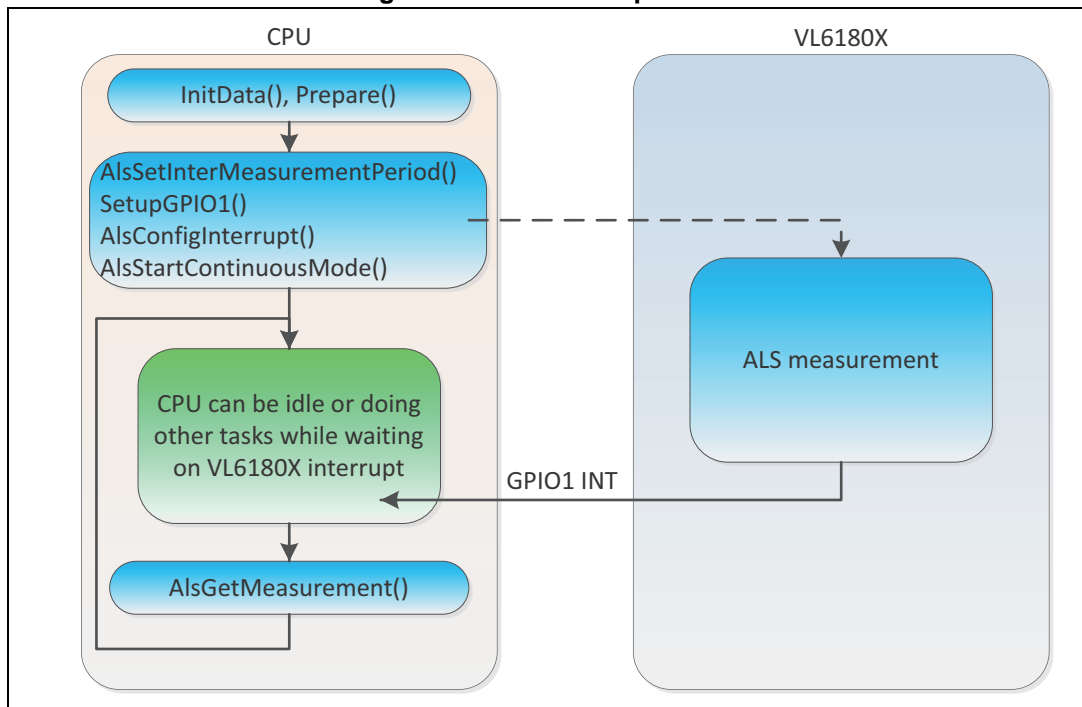 CPU
VL6180X
InitData(), Prepare()
AlsSetInterMeasurementPeriod()
SetupGPIO1()
AlsConfigInterrupt()
AlsStartContinuousMode()
ALS measurement
CPU can be idle or doing
other tasks while waiting
on VL6180X interrupt
GPIO1 INT
AlsGetMeasurement()